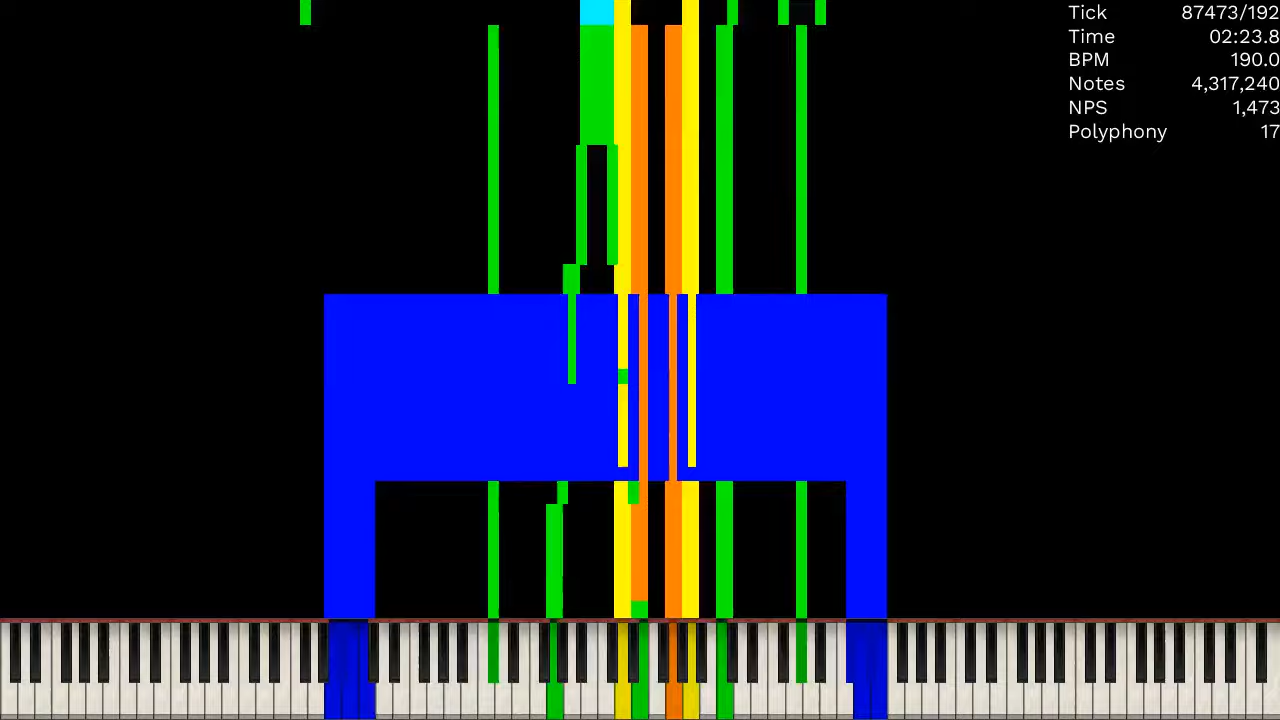 Tick 87473/192
Time 02:23.8
BPM 190.0
Notes 4,317,240
NPS 1,473
Polyphony 17